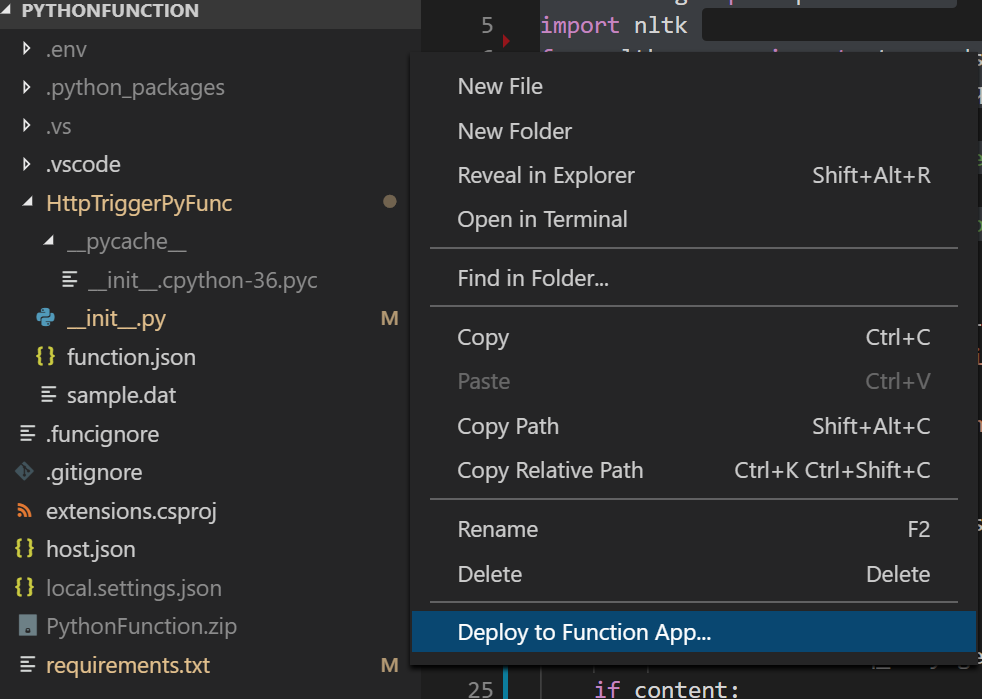 PYTHONFUNCTION
.env
.python_packages
.vs
.vscode
HttpTriggerPyFunc
__pycache__
__init__.cpython-36.pyc
__init__.py M
function.json
sample.dat
.funcignore
.gitignore
extensions.csproj
host.json
local.settings.json
PythonFunction.zip
requirements.txt M
5 import nltk
New File
New Folder
Reveal in Explorer Shift+Alt+R
Open in Terminal
Find in Folder...
Copy Ctrl+C
Paste Ctrl+V
Copy Path Shift+Alt+C
Copy Relative Path Ctrl+K Ctrl+Shift+C
Rename F2
Delete Delete
Deploy to Function App...
25 if content: